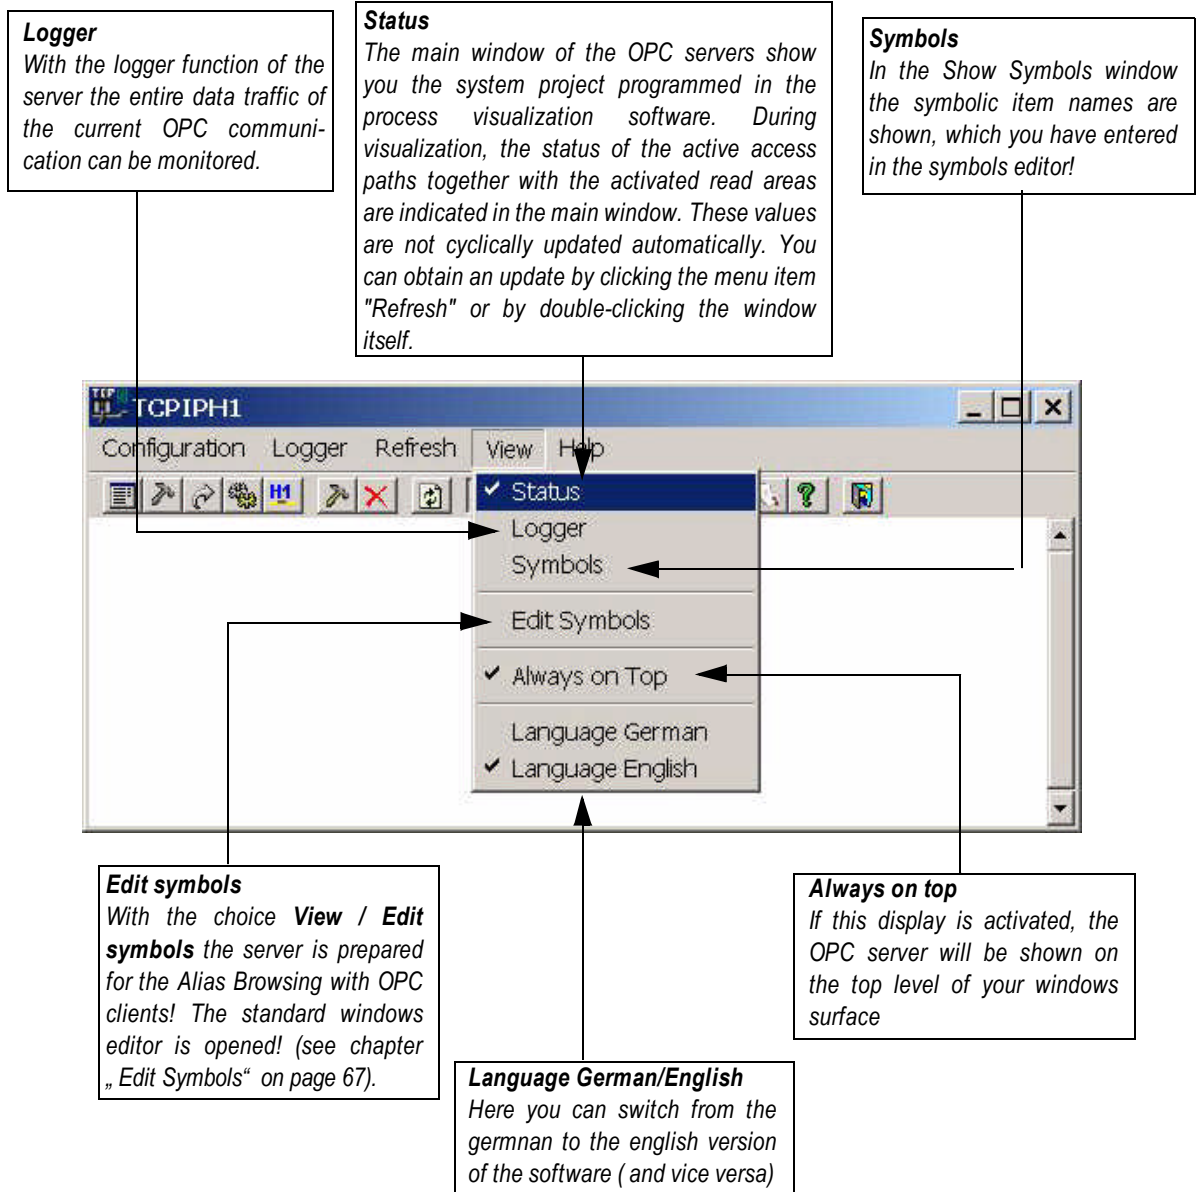 Logger
With the logger function of the
server the entire data traffic of
the current OPC communi-
cation can be monitored.
Status
The main window of the OPC servers show
you the system project programmed in the
process visualization software. During
visualization, the status of the active access
paths together with the activated read areas
are indicated in the main window. These values
are not cyclically updated automatically. You
can obtain an update by clicking the menu item
"Refresh" or by double-clicking the window
itself.
Symbols
In the Show Symbols window
the symbolic item names are
shown, which you have entered
in the symbols editor!
TCP
TCPIPH1
Configuration Logger Refresh View Help
H1
Status
Logger
Symbols
Edit Symbols
Always on Top
Language German
Language English
Edit symbols
With the choice View / Edit
symbols the server is prepared
for the Alias Browsing with OPC
clients! The standard windows
editor is opened! (see chapter
„ Edit Symbols“ on page 67).
Always on top
If this display is activated, the
OPC server will be shown on
the top level of your windows
surface
Language German/English
Here you can switch from the
germnan to the english version
of the software ( and vice versa)